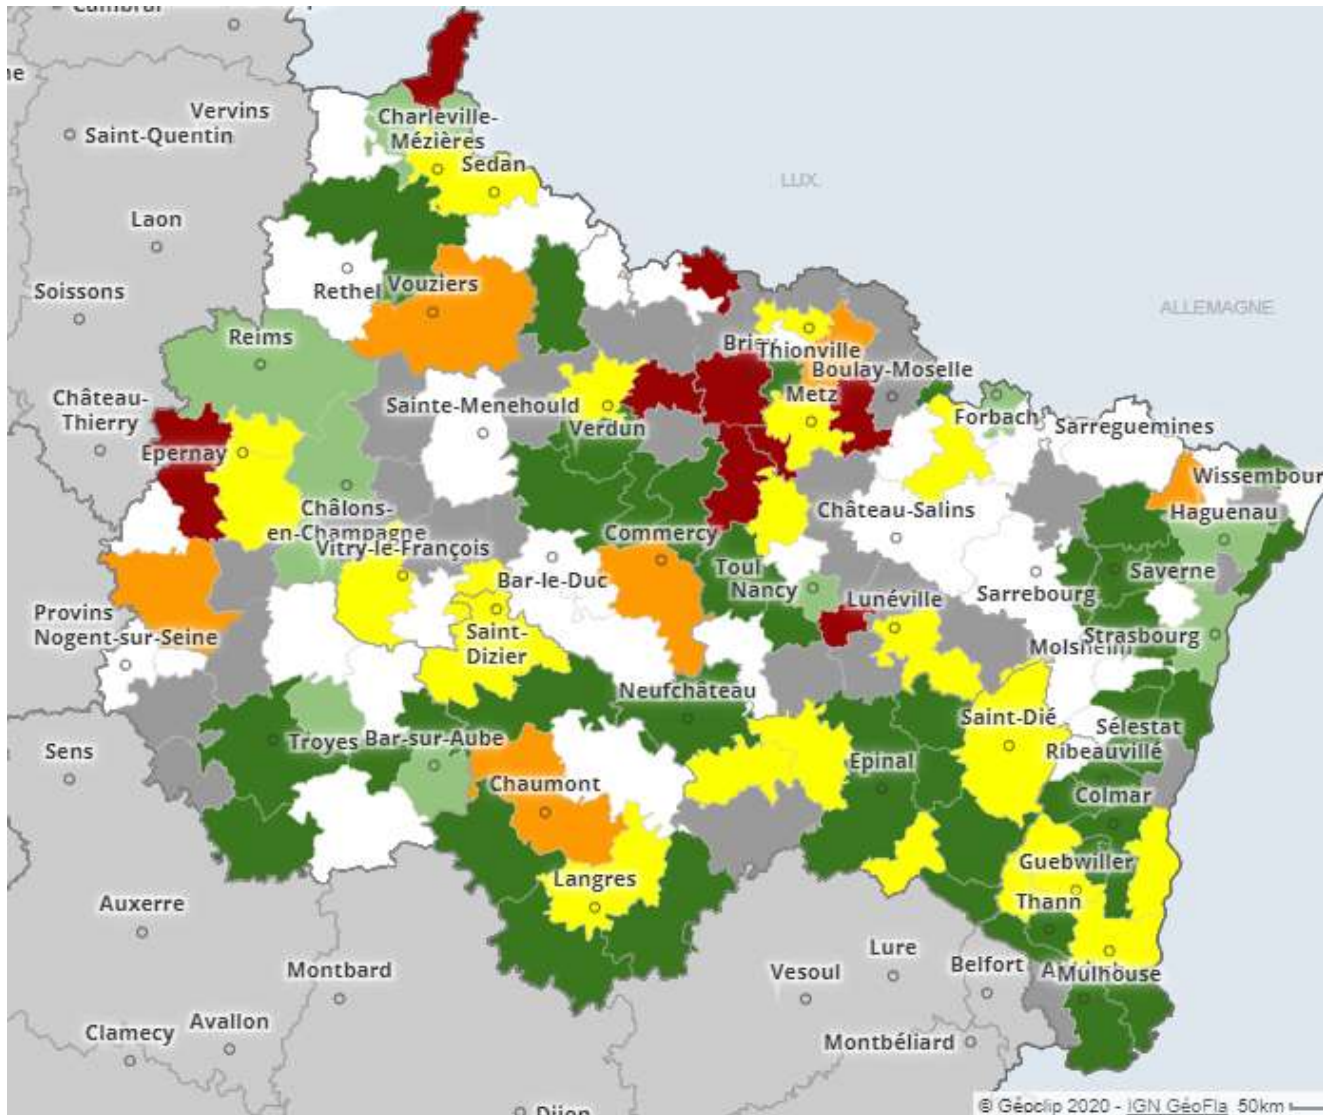 Cambrai
Vervins
Saint-Quentin
Charleville-
Mézières
Sedan
LUX.
Laon
Soissons
Rethel
Vouziers
ALLEMAGNE
Reims
Thionville
Boulay-Moselle
Château-
Thierry
Sainte-Menehould
Metz
Verdun
Forbach
Sarreguemines
Epernay
Wissembour
Châlons-
en-Champagne
Château-Salins
Haguenau
Vitry-le-François
Commercy
Bar-le-Duc
Toul
Nancy
Saverne
Lunéville
Sarrebourg
Provins
Nogent-sur-Seine
Saint-
Dizier
Molsheim
Strasbourg
Neufchâteau
Saint-Dié
Sélestat
Sens
Troyes
Bar-sur-Aube
Ribeauvillé
Epinal
Chaumont
Colmar
Guebwiller
Langres
Auxerre
Thann
Lure
Belfort
Mulhouse
Montbard
Vesoul
Clamecy
Avallon
Montbéliard
Dijon
© Géoclip 2020 - IGN GéoFla 50km